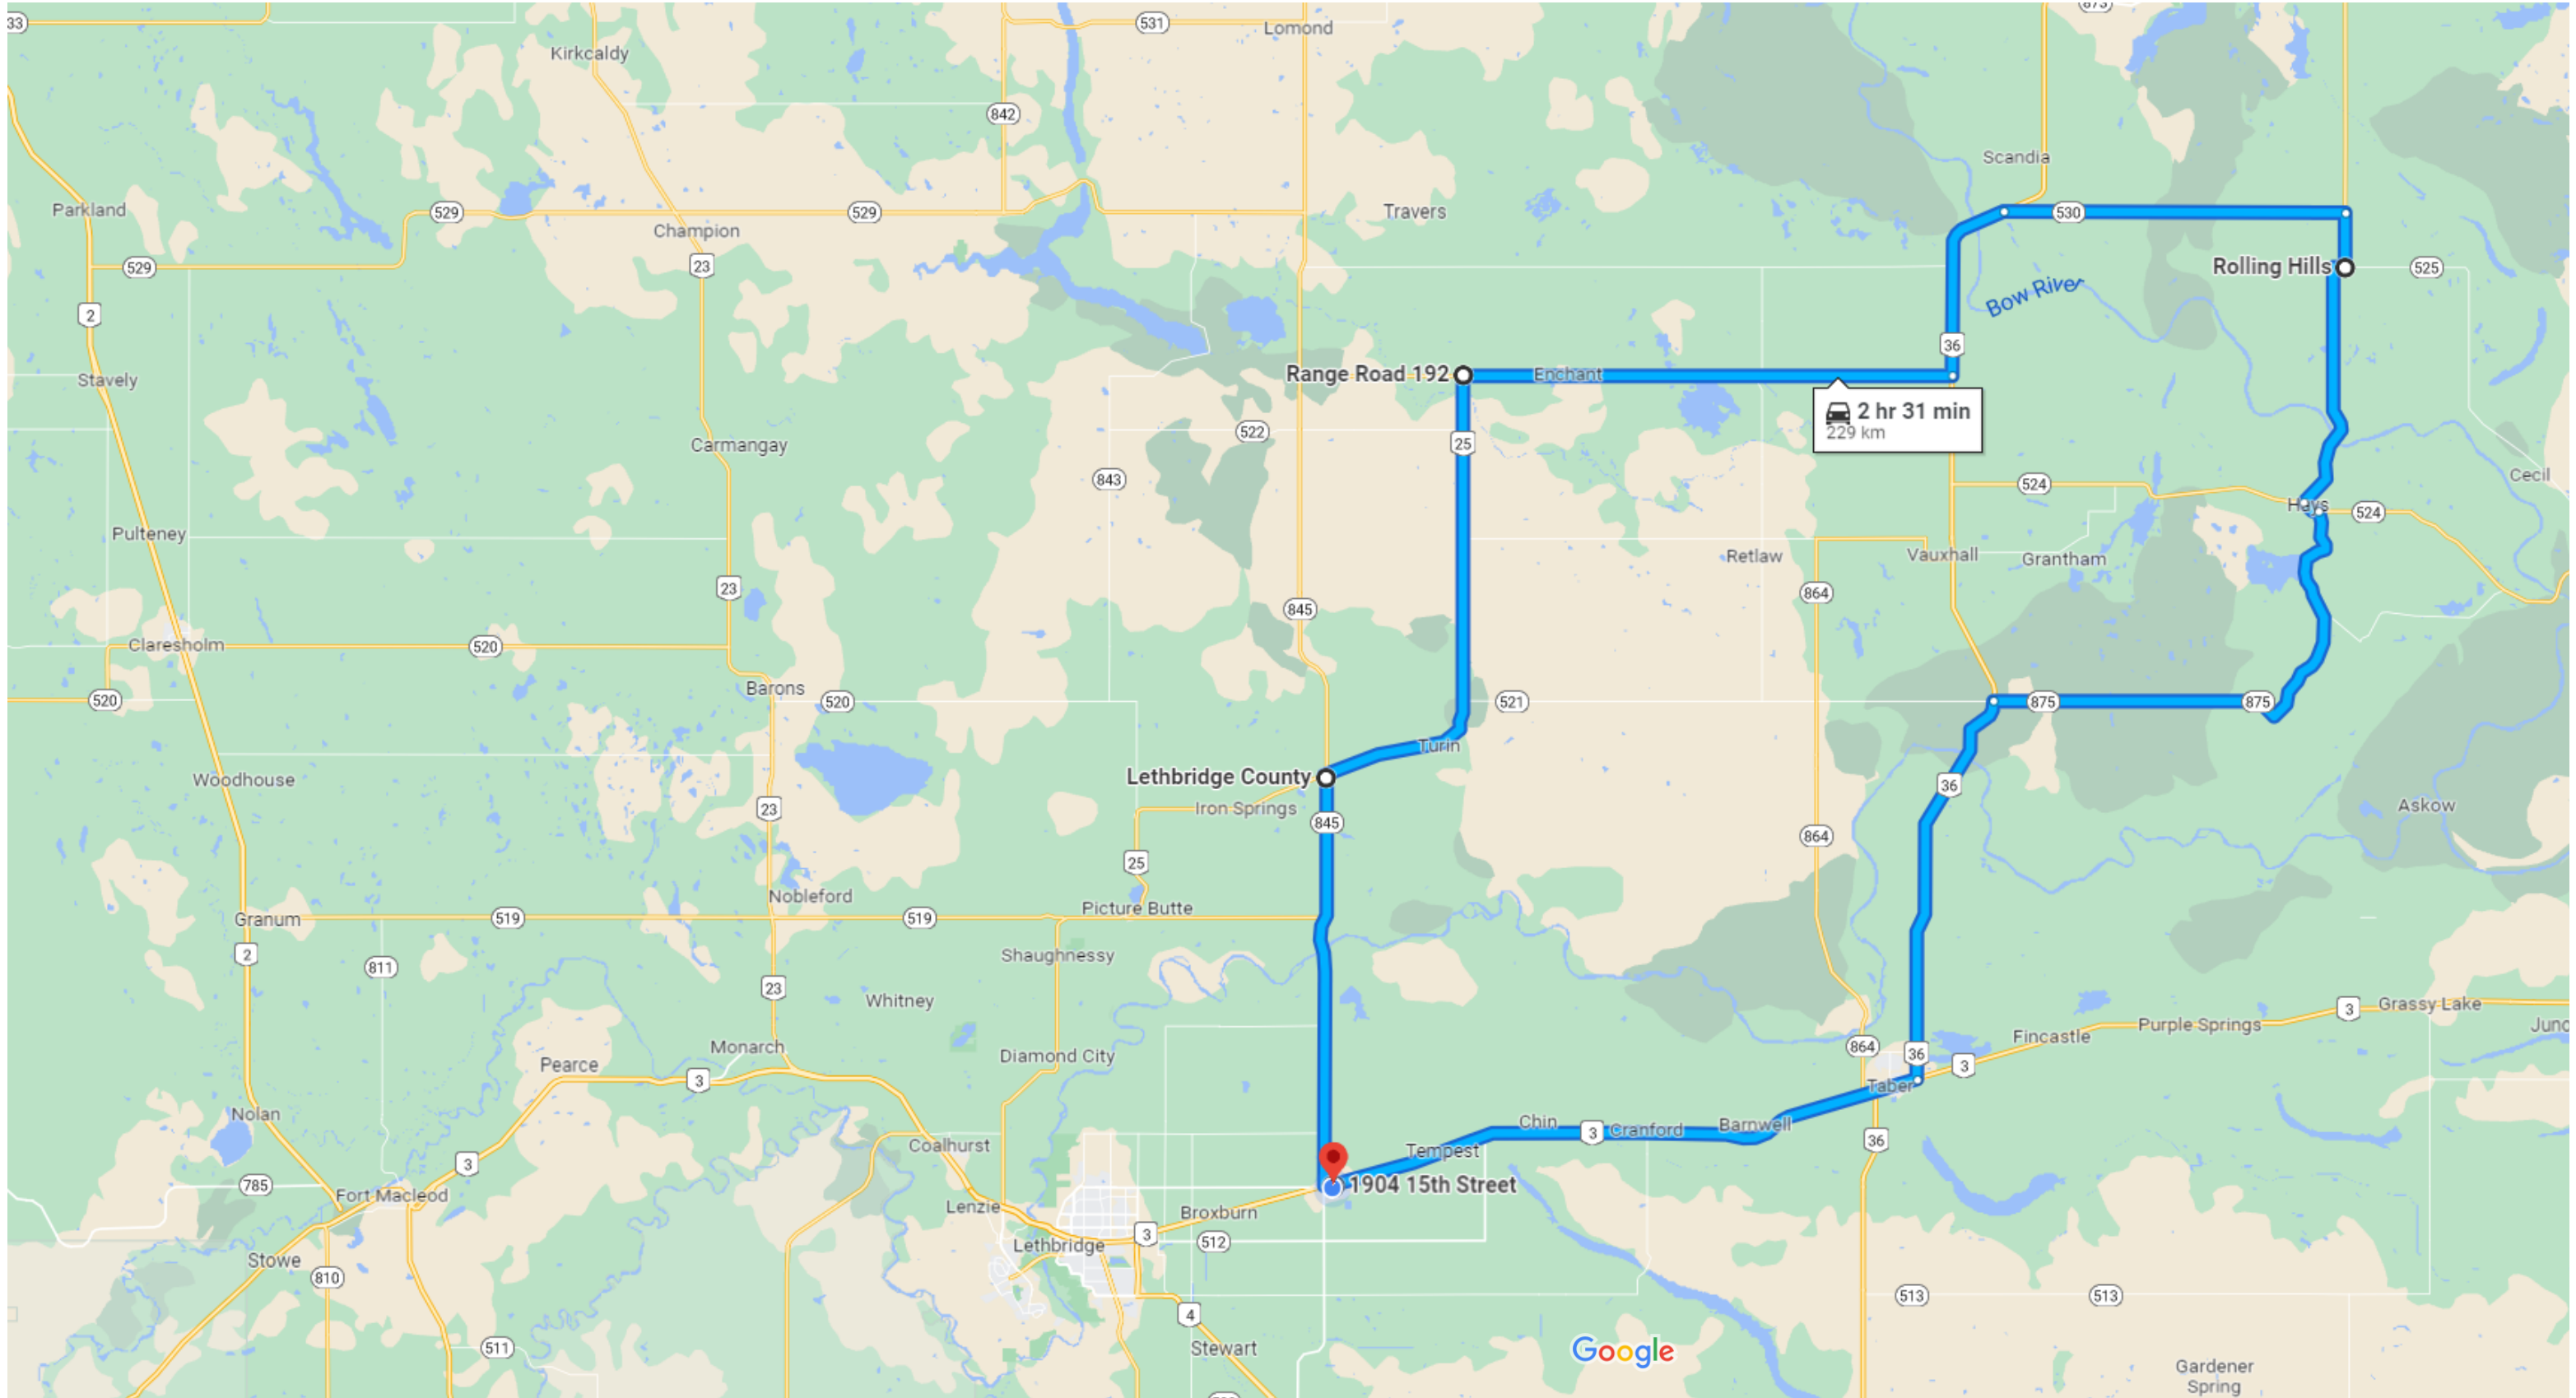 33
531
Lomond
873
Kirkcaldy
842
Scandia
Parkland
529
529
Travers
530
Champion
529
23
Rolling Hills
525
Bow River
2
36
Stavely
Range Road 192
Enchant
2 hr 31 min
229 km
522
25
Carmangay
843
524
Cecil
Hays
524
Pulteney
Retlaw
Vauxhall
Grantham
23
864
845
Claresholm
520
Barons
520
520
521
875
875
Turin
Woodhouse
Lethbridge County
36
Iron Springs
23
845
Askow
864
25
Nobleford
Picture Butte
Granum
519
519
2
811
Shaughnessy
23
Whitney
3
Grassy Lake
Purple Springs
Junc
Fincastle
Monarch
Diamond City
864
36
3
Pearce
3
Taber
Nolan
Chin
3
Cranford
Barnwell
36
Coalhurst
Tempest
3
785
1904 15th Street
Fort Macleod
Lenzie
Broxburn
3
512
Lethbridge
Stowe
810
513
513
4
511
Stewart
Google
Gardener
Spring